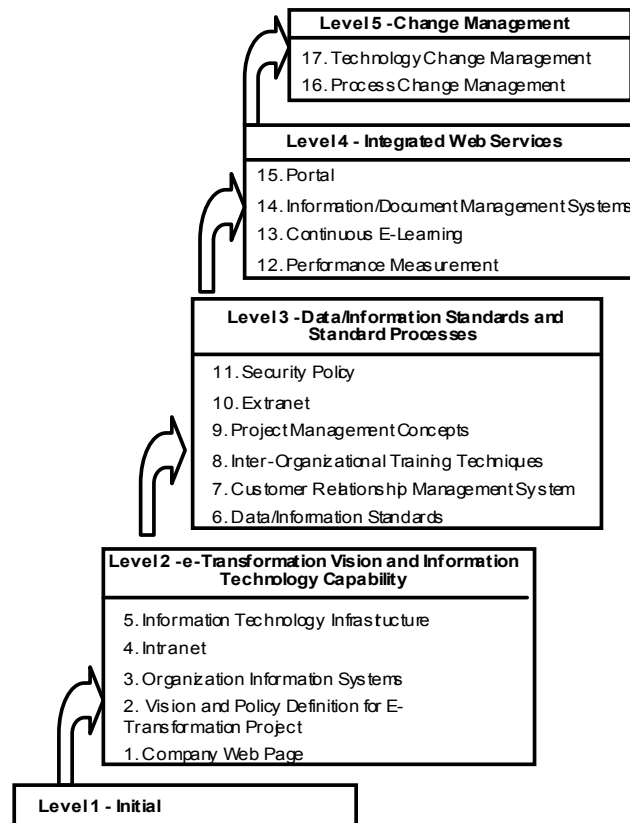 Level 5 - Change Management
17. Technology Change Management
16. Process Change Management
Level 4 - Integrated Web Services
15. Portal
14. Information/Document Management Systems
13. Continuous E-Learning
12. Performance Measurement
Level 3 - Data/Information Standards and
Standard Processes
11. Security Policy
10. Extranet
9. Project Management Concepts
8. Inter-Organizational Training Techniques
7. Customer Relationship Management System
6. Data/Information Standards
Level 2 - e-Transformation Vision and Information
Technology Capability
5. Information Technology Infrastructure
4. Intranet
3. Organization Information Systems
2. Vision and Policy Definition for E-
Transformation Project
1. Company Web Page
Level 1 - Initial